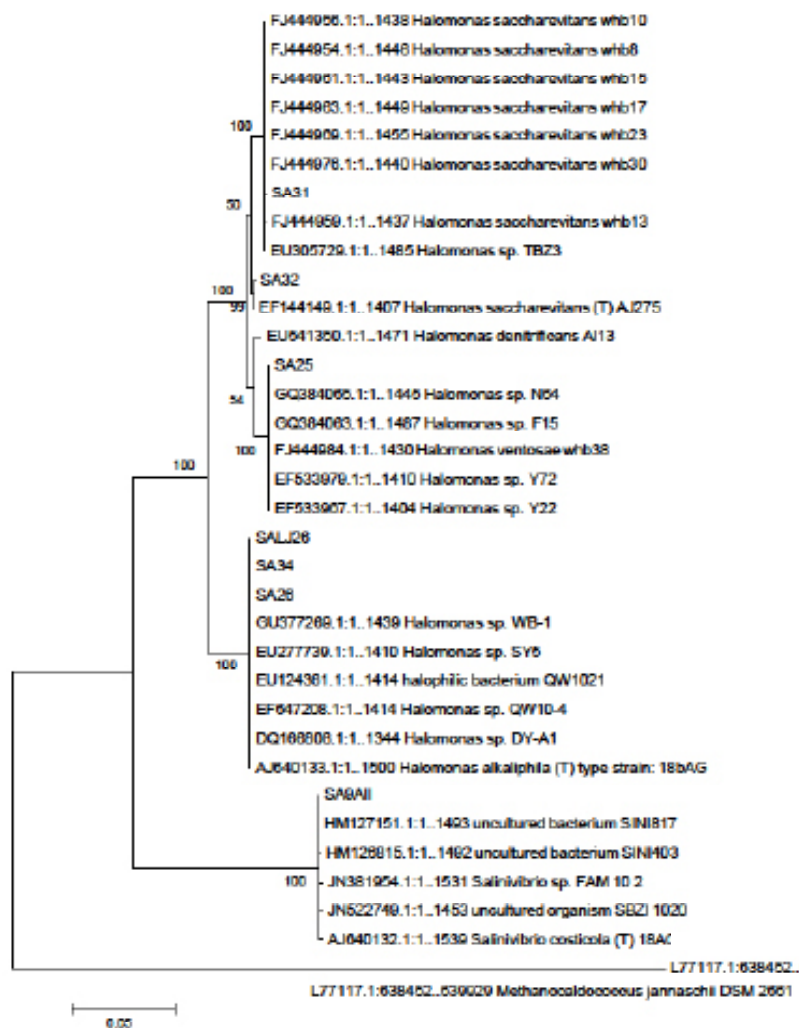 FJ444956.1:1..1438 Halomonas saccharevitans whb10
FJ444954.1:1..1446 Halomonas saccharevitans whb8
FJ444961.1:1..1443 Halomonas saccharevitans whb15
FJ444963.1:1..1449 Halomonas saccharevitans whb17
100
FJ444969.1:1..1455 Halomonas saccharevitans whb23
FJ444976.1:1..1440 Halomonas saccharevitans whb30
SA31
50
FJ444959.1:1..1437 Halomonas saccharevitans whb13
EU305729.1:1..1485 Halomonas sp. TBZ3
SA32
100
99
EF144149.1:1..1407 Halomonas saccharevitans (T) AJ275
EU541350.1:1..1471 Halomonas denitrificans AI13
SA25
GQ384065.1:1..1445 Halomonas sp. N64
54
GQ384063.1:1..1467 Halomonas sp. F15
100
FJ444984.1:1..1430 Halomonas ventosae whb38
100
EF533979.1:1..1410 Halomonas sp. Y72
EF533967.1:1..1404 Halomonas sp. Y22
SALJ26
SA34
SA26
GU377269.1:1..1439 Halomonas sp. WB-1
EU277739.1:1..1410 Halomonas sp. SY6
100
EU124361.1:1..1414 halophilic bacterium QW1021
EF647208.1:1..1414 Halomonas sp. QW10-4
DQ166606.1:1..1344 Halomonas sp. DY-A1
AJ640133.1:1..1500 Halomonas alkaliphila (T) type strain: 18bAG
SA9AII
HM127151.1:1..1493 uncultured bacterium SINI817
HM126815.1:1..1492 uncultured bacterium SINI403
100
JN381954.1:1..1531 Salinivibrio sp. FAM 10 2
JN522749.1:1..1453 uncultured organism SBZI 1020
AJ640132.1:1..1539 Salinivibrio costicola (T) 18AG
L77117.1:638452..
L77117.1:638452..639929 Methanocaldococcus jannaschii DSM 2661
0.05